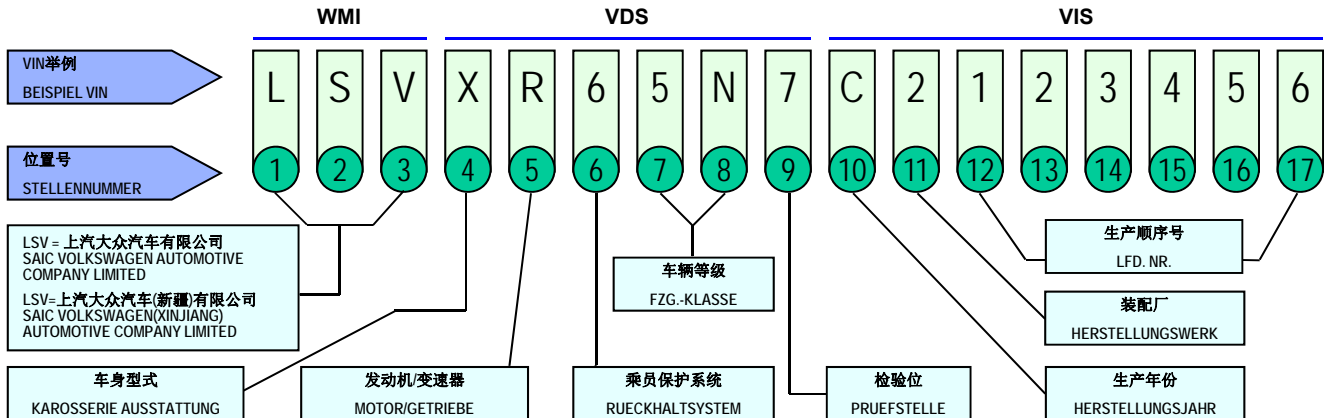 WMI VDS VIS
VIN举例
BEISPIEL VIN
L S V X R 6 5 N 7 C 2 1 2 3 4 5 6
位置号
STELLENNUMMER
1 2 3 4 5 6 7 8 9 10 11 12 13 14 15 16 17
LSV = 上汽大众汽车有限公司
SAIC VOLKSWAGEN AUTOMOTIVE
COMPANY LIMITED
LSV=上汽大众汽车(新疆)有限公司
SAIC VOLKSWAGEN(XINJIANG)
AUTOMOTIVE COMPANY LIMITED
车辆等级
FZG.-KLASSE
生产顺序号
LFD. NR.
装配厂
HERSTELLUNGSWERK
车身型式
KAROSSERIE AUSSTATTUNG
发动机/变速器
MOTOR/GETRIEBE
乘员保护系统
RUECKHALTSYSTEM
检验位
PRUEFSTELLE
生产年份
HERSTELLUNGSJAHR